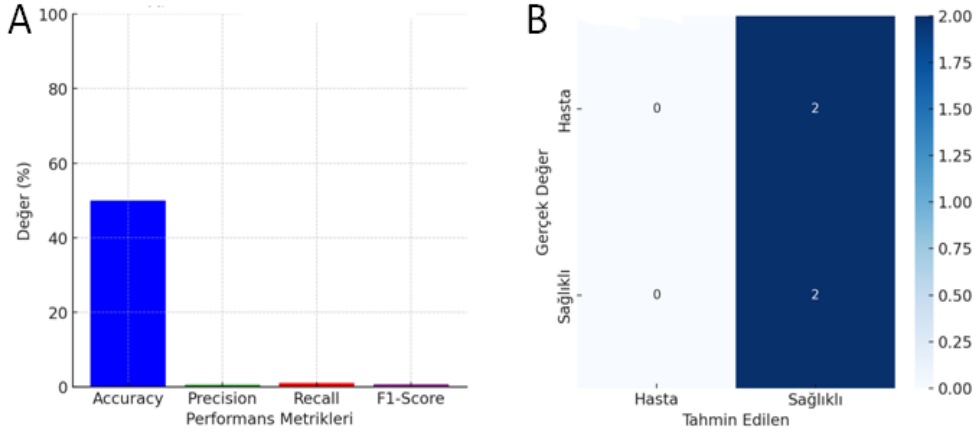 A
100
80
60
40
20
0
Değer (%)
Accuracy Precision Recall F1-Score
Performans Metrikleri
B
Hasta
Sağlıklı
Gerçek Değer
0 2
0 2
Hasta Sağlıklı
Tahmin Edilen
2.00
1.75
1.50
1.25
1.00
0.75
0.50
0.25
0.00